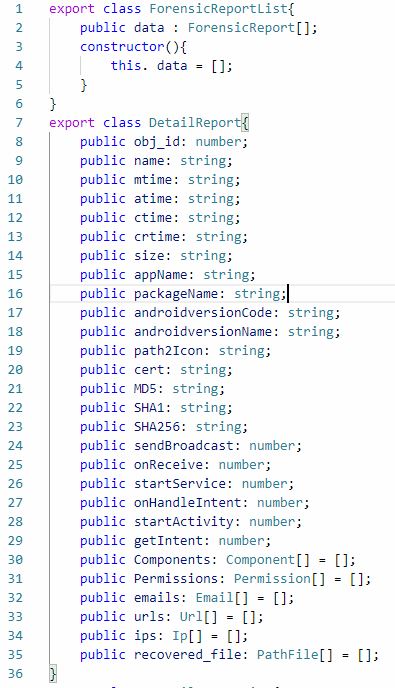 1 export class ForensicReportList{
2 public data : ForensicReport[];
3 constructor(){
4 this. data = [];
5 }
6 }
7 export class DetailReport{
8 public obj_id: number;
9 public name: string;
10 public mtime: string;
11 public atime: string;
12 public ctime: string;
13 public crtime: string;
14 public size: string;
15 public appName: string;
16 public packageName: string;
17 public androidversionCode: string;
18 public androidversionName: string;
19 public path2Icon: string;
20 public cert: string;
21 public MD5: string;
22 public SHA1: string;
23 public SHA256: string;
24 public sendBroadcast: number;
25 public onReceive: number;
26 public startService: number;
27 public onHandleIntent: number;
28 public startActivity: number;
29 public getIntent: number;
30 public Components: Component[] = [];
31 public Permissions: Permission[] = [];
32 public emails: Email[] = [];
33 public urls: Url[] = [];
34 public ips: Ip[] = [];
35 public recovered_file: PathFile[] = [];
36 }